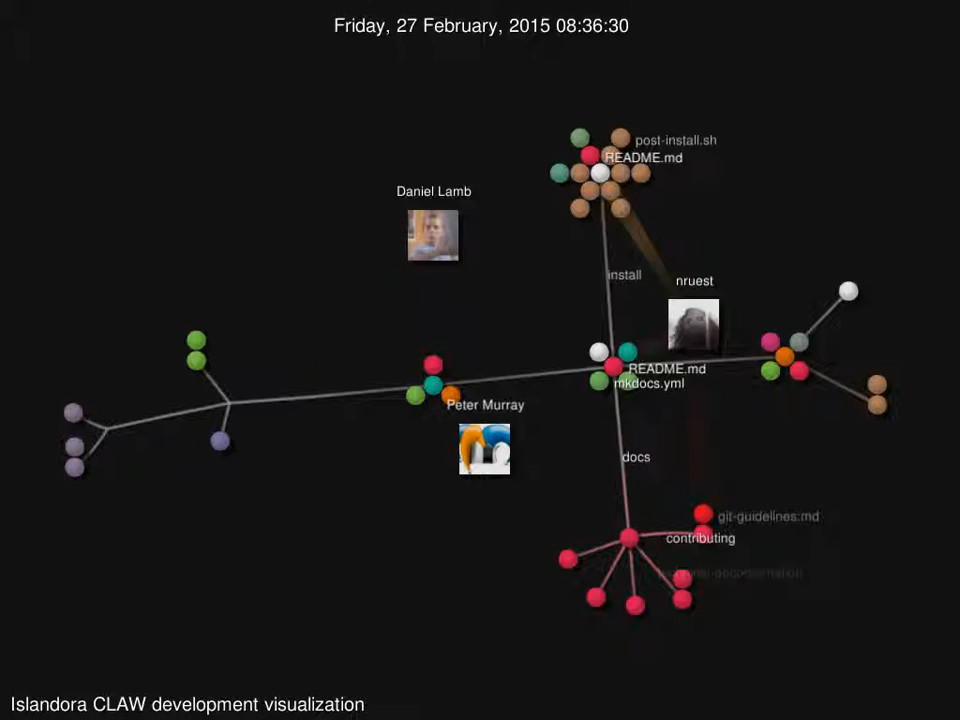 Friday, 27 February, 2015 08:36:30
post-install.sh
README.md
Daniel Lamb
install
nruest
README.md
mkdocs.yml
Peter Murray
docs
git-guidelines.md
contributing
Islandora CLAW development visualization